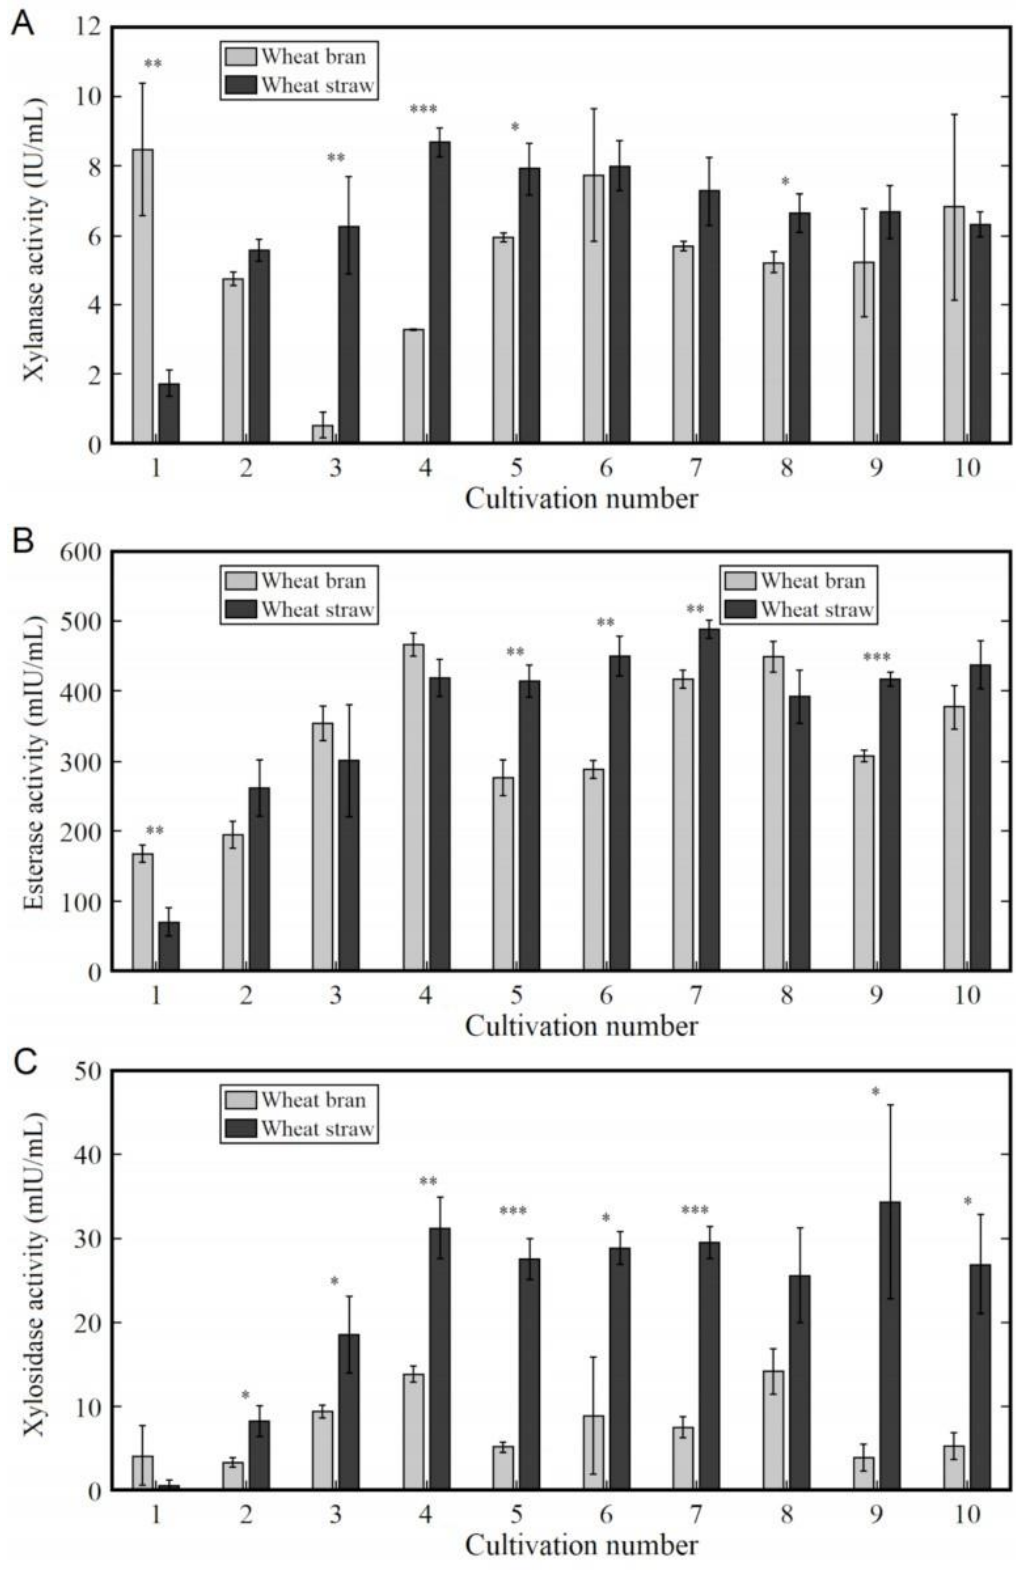 A
Xylanase activity (IU/mL)
12
10
8
6
4
2
0
Wheat bran
Wheat straw
**
**
***
*
*
1 2 3 4 5 6 7 8 9 10
Cultivation number
B
Esterase activity (mIU/mL)
600
500
400
300
200
100
0
Wheat bran
Wheat straw
Wheat bran
Wheat straw
**
**
**
**
***
1 2 3 4 5 6 7 8 9 10
Cultivation number
C
Xylosidase activity (mIU/mL)
50
40
30
20
10
0
Wheat bran
Wheat straw
*
*
**
***
*
***
*
*
1 2 3 4 5 6 7 8 9 10
Cultivation number